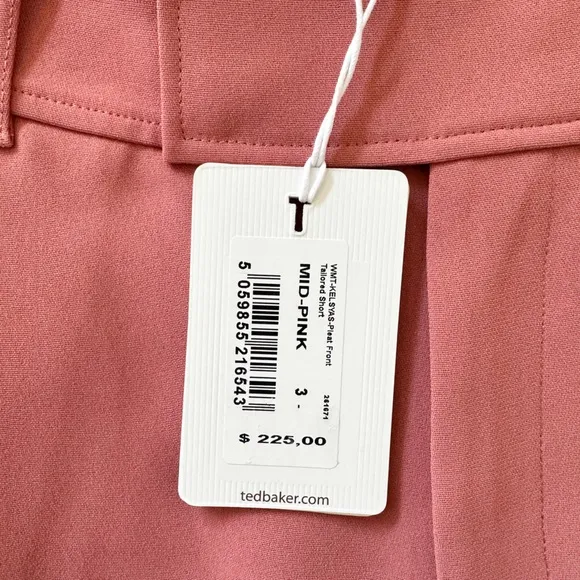 T
WMT-KELSYAS-Pleat Front
Tailored Short
261671
MID-PINK
3 -
5 059855 216543
$ 225,00
tedbaker.com